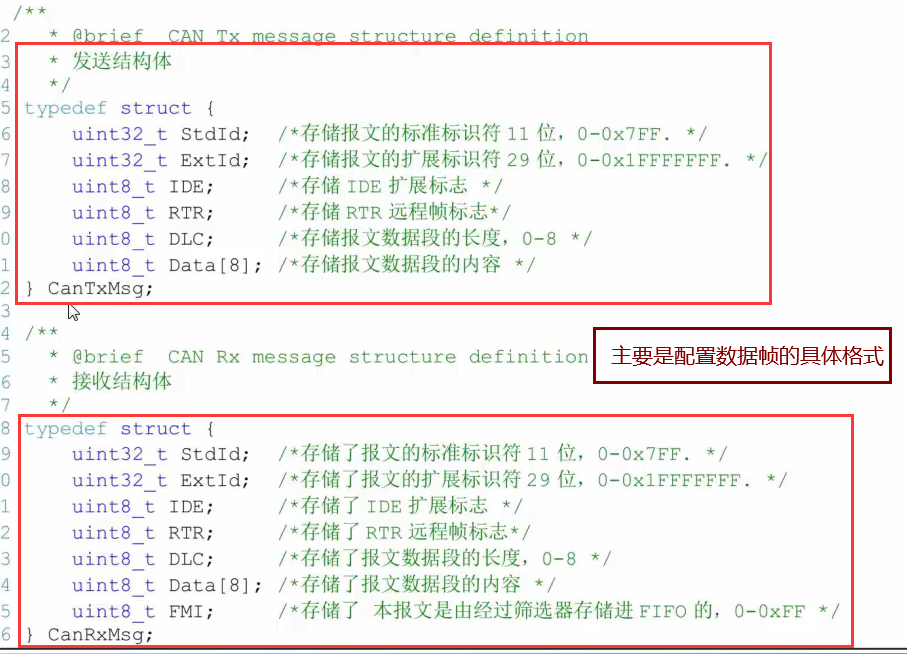 /**
2 * @brief CAN Tx message structure definition
3 * 发送结构体
4 */
5 typedef struct {
6 uint32_t StdId; /*存储报文的标准标识符 11 位，0-0x7FF. */
7 uint32_t ExtId; /*存储报文的扩展标识符 29 位，0-0x1FFFFFFF. */
8 uint8_t IDE; /*存储 IDE 扩展标志 */
9 uint8_t RTR; /*存储 RTR 远程帧标志*/
0 uint8_t DLC; /*存储报文数据段的长度，0-8 */
1 uint8_t Data[8]; /*存储报文数据段的内容 */
2 } CanTxMsg;
3
4 /**
5 * @brief CAN Rx message structure definition
主要是配置数据帧的具体格式
6 * 接收结构体
7 */
8 typedef struct {
9 uint32_t StdId; /*存储了报文的标准标识符 11 位，0-0x7FF. */
0 uint32_t ExtId; /*存储了报文的扩展标识符 29 位，0-0x1FFFFFFF. */
1 uint8_t IDE; /*存储了 IDE 扩展标志 */
2 uint8_t RTR; /*存储了 RTR 远程帧标志*/
3 uint8_t DLC; /*存储了报文数据段的长度，0-8 */
4 uint8_t Data[8]; /*存储了报文数据段的内容 */
5 uint8_t FMI; /*存储了 本报文是由经过筛选器存储进 FIFO 的，0-0xFF */
6 } CanRxMsg;